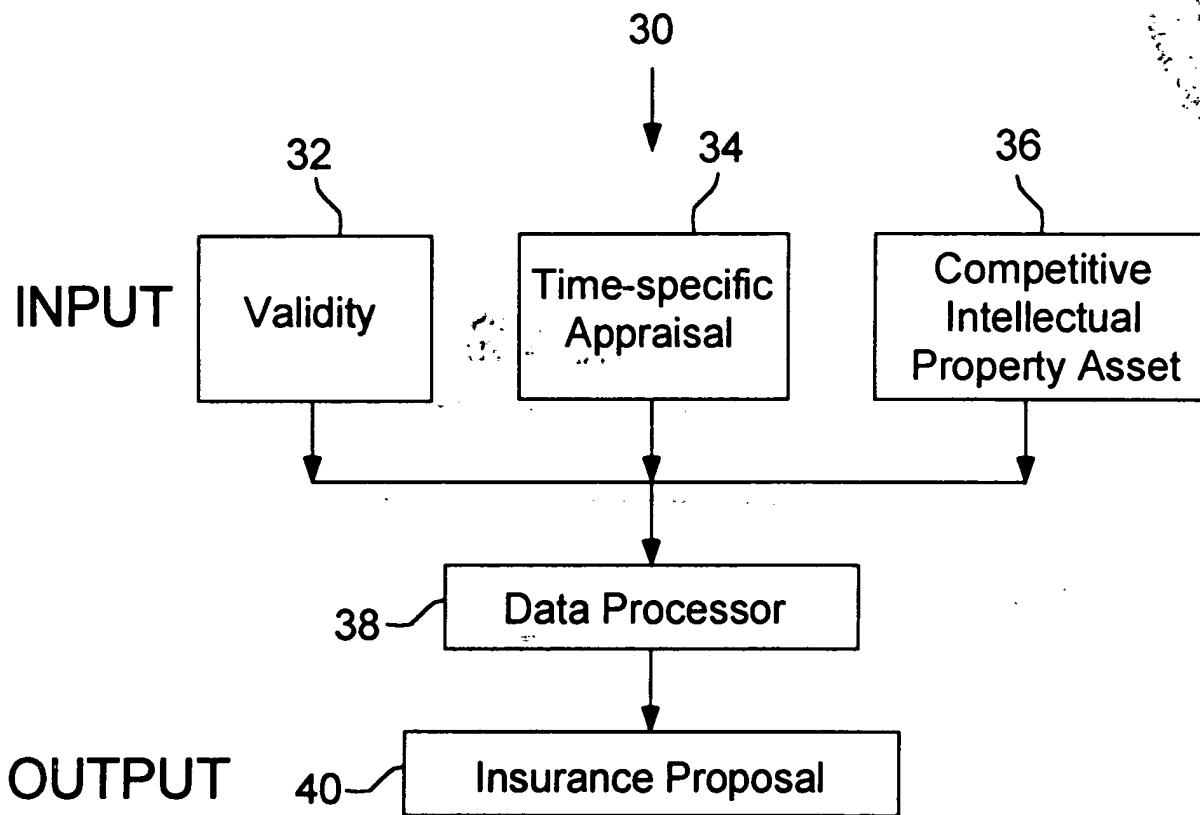 30
32
34
36
INPUT
Validity
Time-specific
Appraisal
Competitive
Intellectual
Property Asset
38
Data Processor
OUTPUT
40
Insurance Proposal